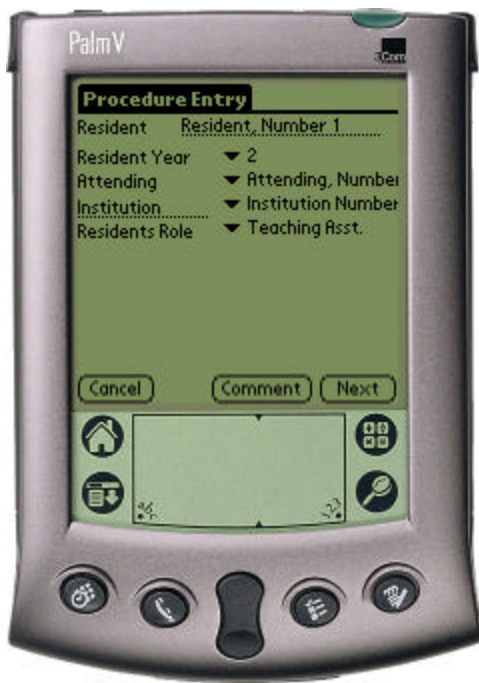 Palm V
3Com
Procedure Entry
Resident Resident, Number 1
Resident Year 2
Attending Attending, Number
Institution Institution Number
Residents Role Teaching Asst.
Cancel Comment Next